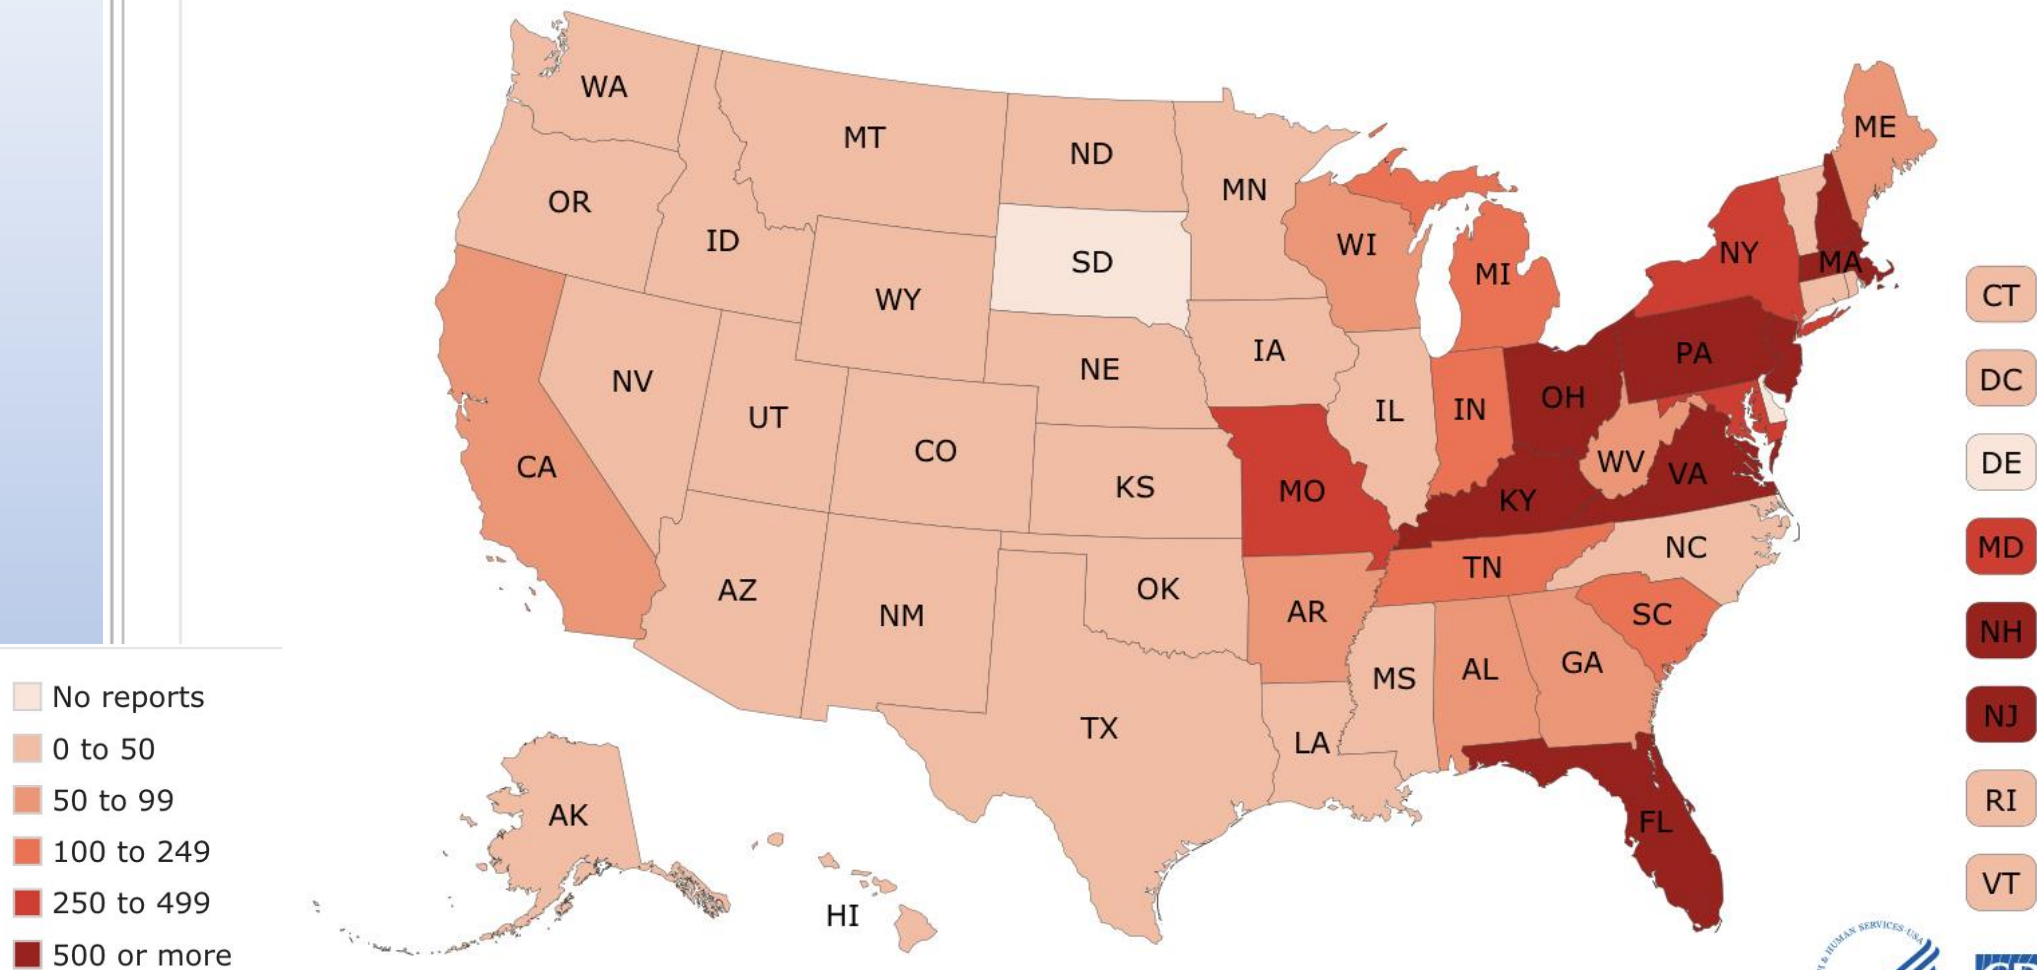 WA
MT
ND
MN
ME
OR
ID
SD
WI
MI
NY
MA
WY
CT
IA
PA
NE
NV
DC
OH
IN
IL
UT
CO
CA
WV
VA
DE
KS
MO
KY
MD
NC
TN
AZ
OK
NM
AR
SC
NH
GA
AL
MS
No reports
NJ
TX
LA
0 to 50
50 to 99
RI
AK
FL
100 to 249
VT
250 to 499
HI
500 or more
HUMAN SERVICES·USA